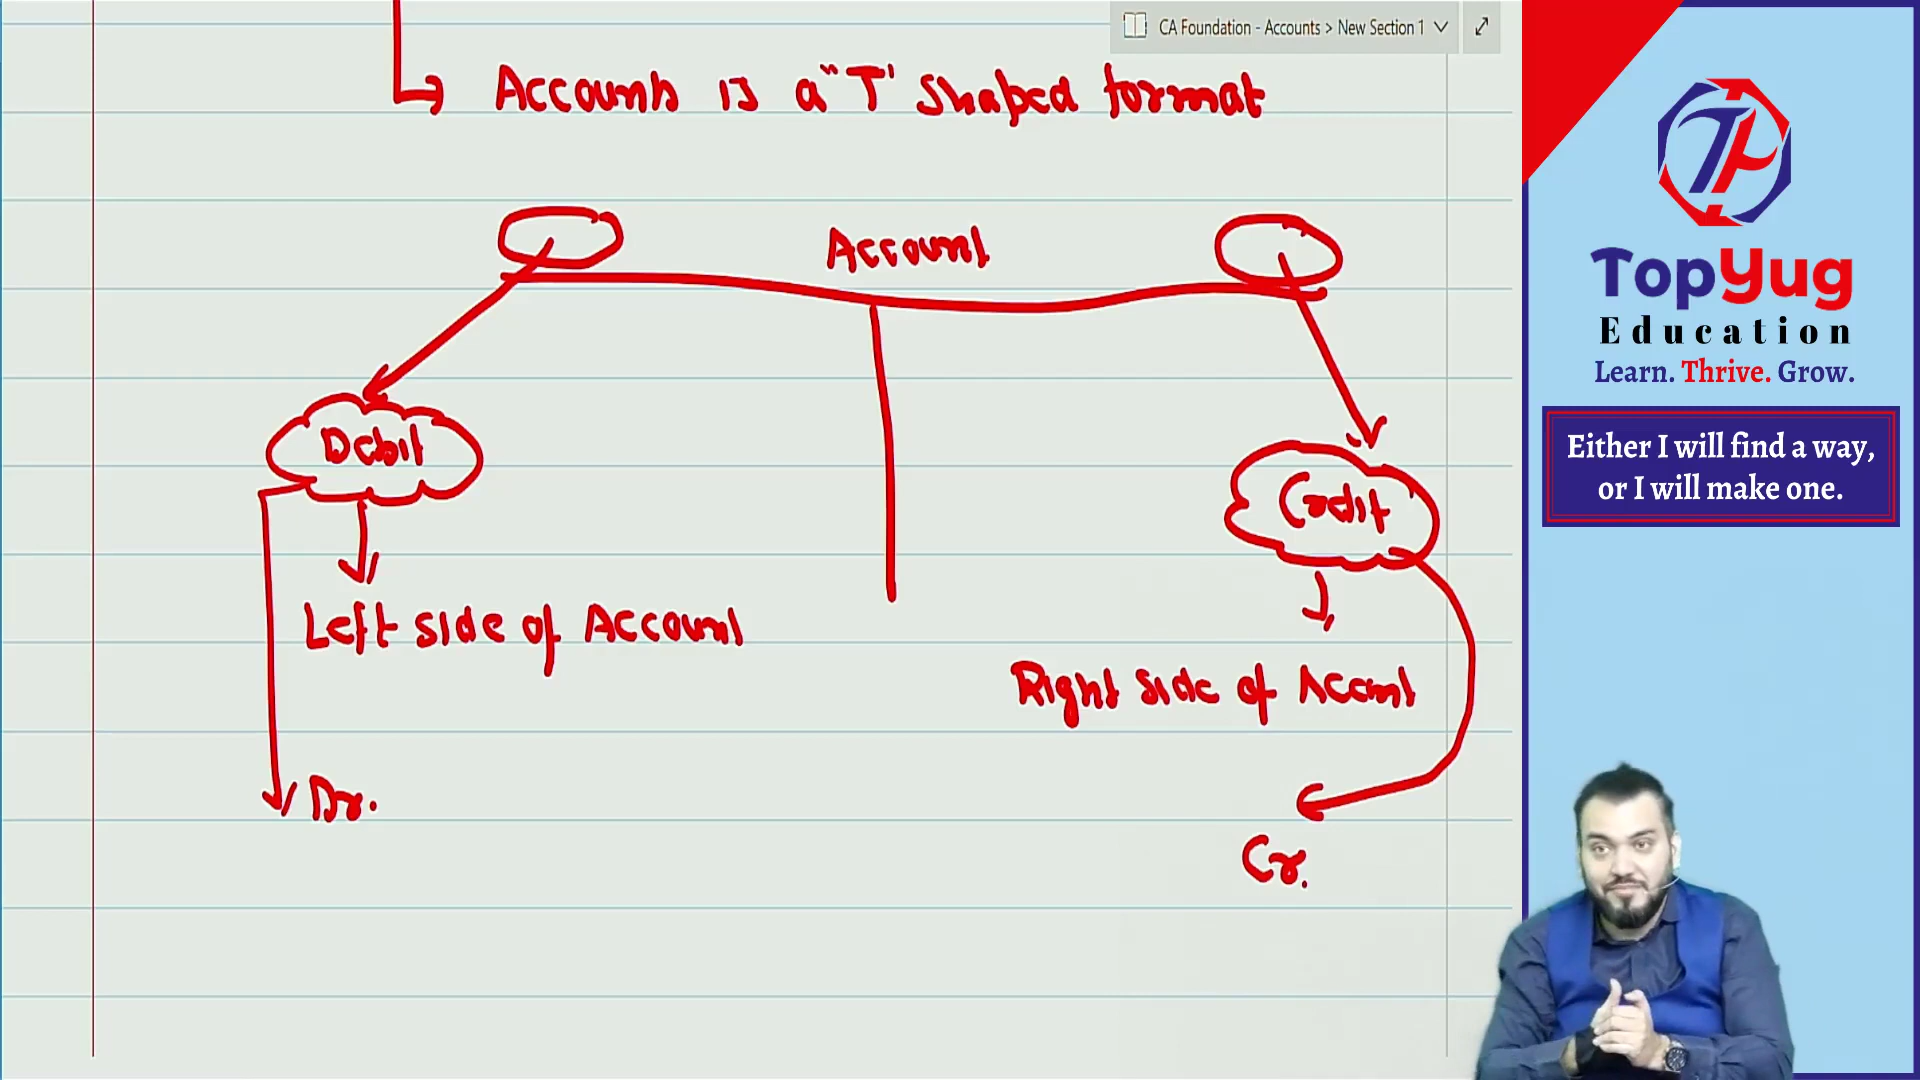 CA Foundation - Accounts > New Section 1
Accounts is a "T" shaped format
Account
Debit
Credit
Left side of Account
Right side of Account
Dr.
Cr.
TopYug
Education
Learn. Thrive. Grow.
Either I will find a way,
or I will make one.